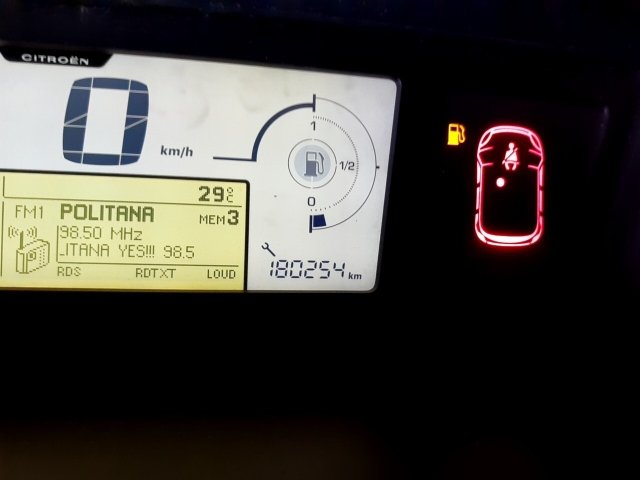 CITROËN
0 km/h
1
1/2
0
29°C
FM1 POLITANA MEM3
98.50 MHz
ITANA YES!!! 98.5
RDS RDTXT LOUD
180254 km